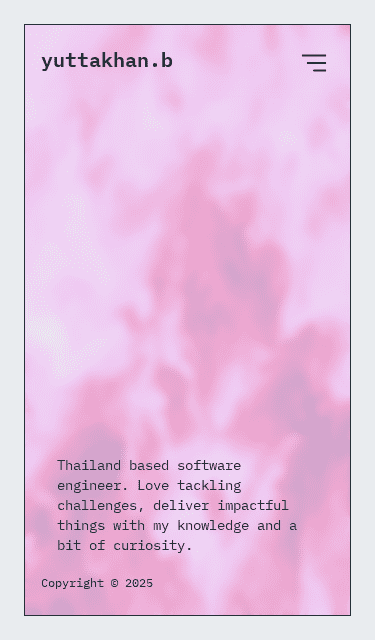 yuttakhan.b
Thailand based software
engineer. Love tackling
challenges, deliver impactful
things with my knowledge and a
bit of curiosity.
Copyright © 2025